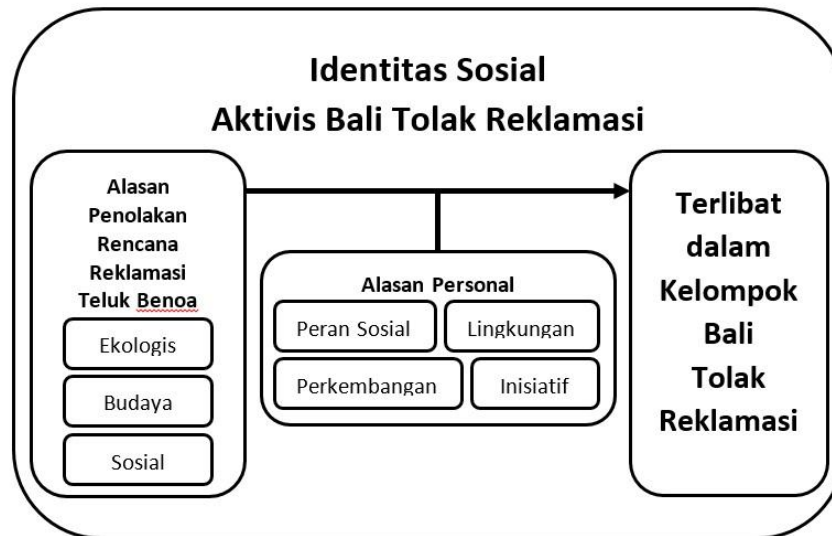 Identitas Sosial
Aktivis Bali Tolak Reklamasi
Alasan
Penolakan
Rencana
Reklamasi
Teluk Benoa
Ekologis
Budaya
Sosial
Alasan Personal
Peran Sosial
Lingkungan
Perkembangan
Inisiatif
Terlibat
dalam
Kelompok
Bali
Tolak
Reklamasi